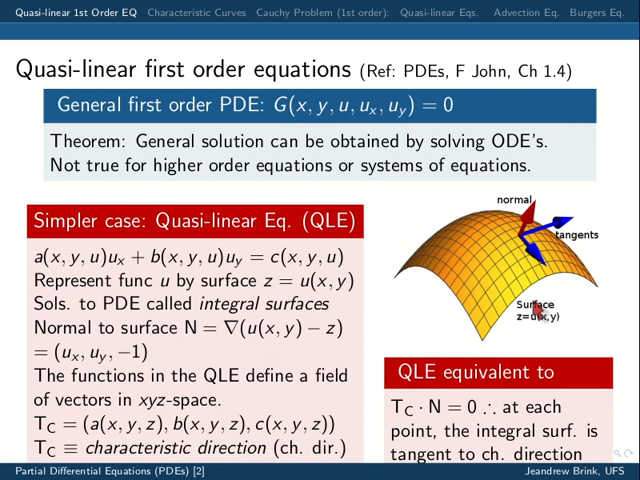 Quasi-linear 1st Order EQ Characteristic Curves Cauchy Problem (1st order): Quasi-linear Eqs. Advection Eq. Burgers Eq.
Quasi-linear first order equations (Ref: PDEs, F John, Ch 1.4)
General first order PDE: G(x, y, u, uₓ, u_y) = 0
Theorem: General solution can be obtained by solving ODE's.
Not true for higher order equations or systems of equations.
Simpler case: Quasi-linear Eq. (QLE)
a(x, y, u)uₓ + b(x, y, u)u_y = c(x, y, u)
Represent func u by surface z = u(x, y)
Sols. to PDE called integral surfaces
Normal to surface N = ∇(u(x, y) − z)
= (uₓ, u_y, −1)
The functions in the QLE define a field
of vectors in xyz-space.
T_C = (a(x, y, z), b(x, y, z), c(x, y, z))
T_C ≡ characteristic direction (ch. dir.)
normal
tangents
Surface
z=u(x,y)
QLE equivalent to
T_C · N = 0 ∴ at each
point, the integral surf. is
tangent to ch. direction
Partial Differential Equations (PDEs) [2] Jeandrew Brink, UFS